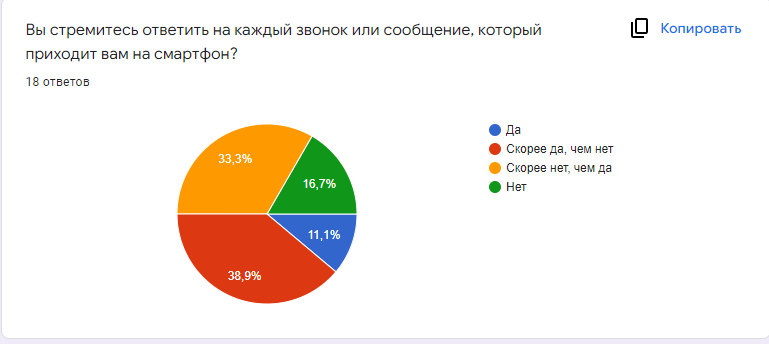 Вы стремитесь ответить на каждый звонок или сообщение, который
приходит вам на смартфон?
Копировать
18 ответов
33,3%
16,7%
11,1%
38,9%
Да
Скорее да, чем нет
Скорее нет, чем да
Нет